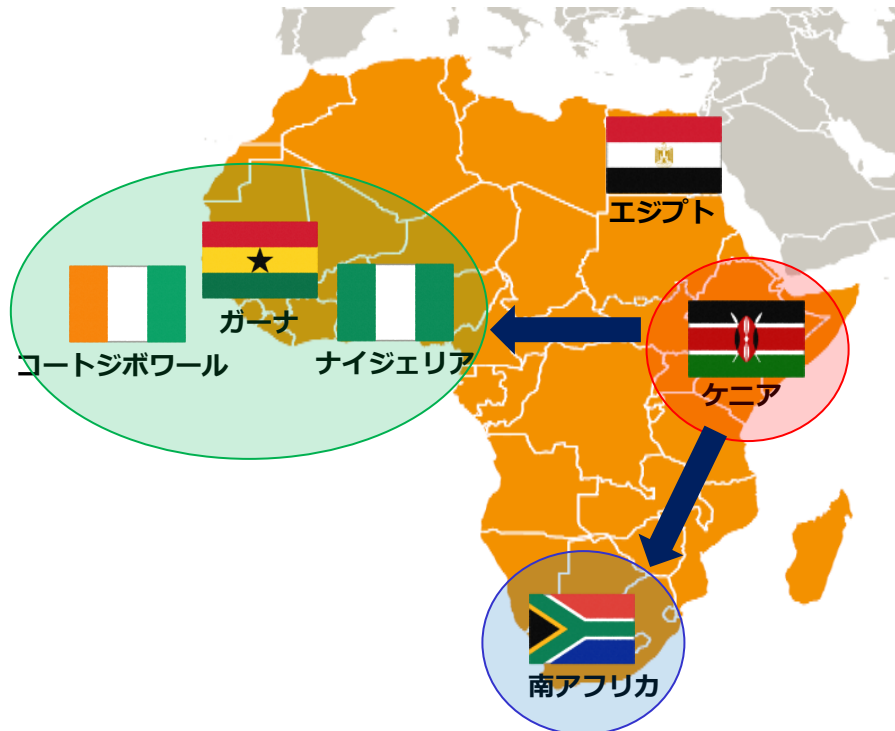 エジプト
ガーナ
コートジボワール
ナイジェリア
ケニア
南アフリカ